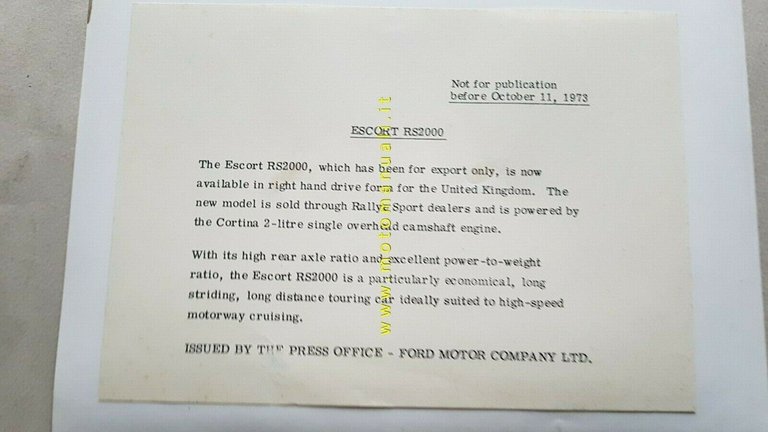 Not for publication
before October 11, 1973
ESCORT RS2000
The Escort RS2000, which has been for export only, is now
available in right hand drive form for the United Kingdom. The
new model is sold through Rallye Sport dealers and is powered by
the Cortina 2-litre single overhead camshaft engine.
With its high rear axle ratio and excellent power-to-weight
ratio, the Escort RS2000 is a particularly economical, long
striding, long distance touring car ideally suited to high-speed
motorway cruising.
ISSUED BY THE PRESS OFFICE - FORD MOTOR COMPANY LTD.
www.motomanuali.it